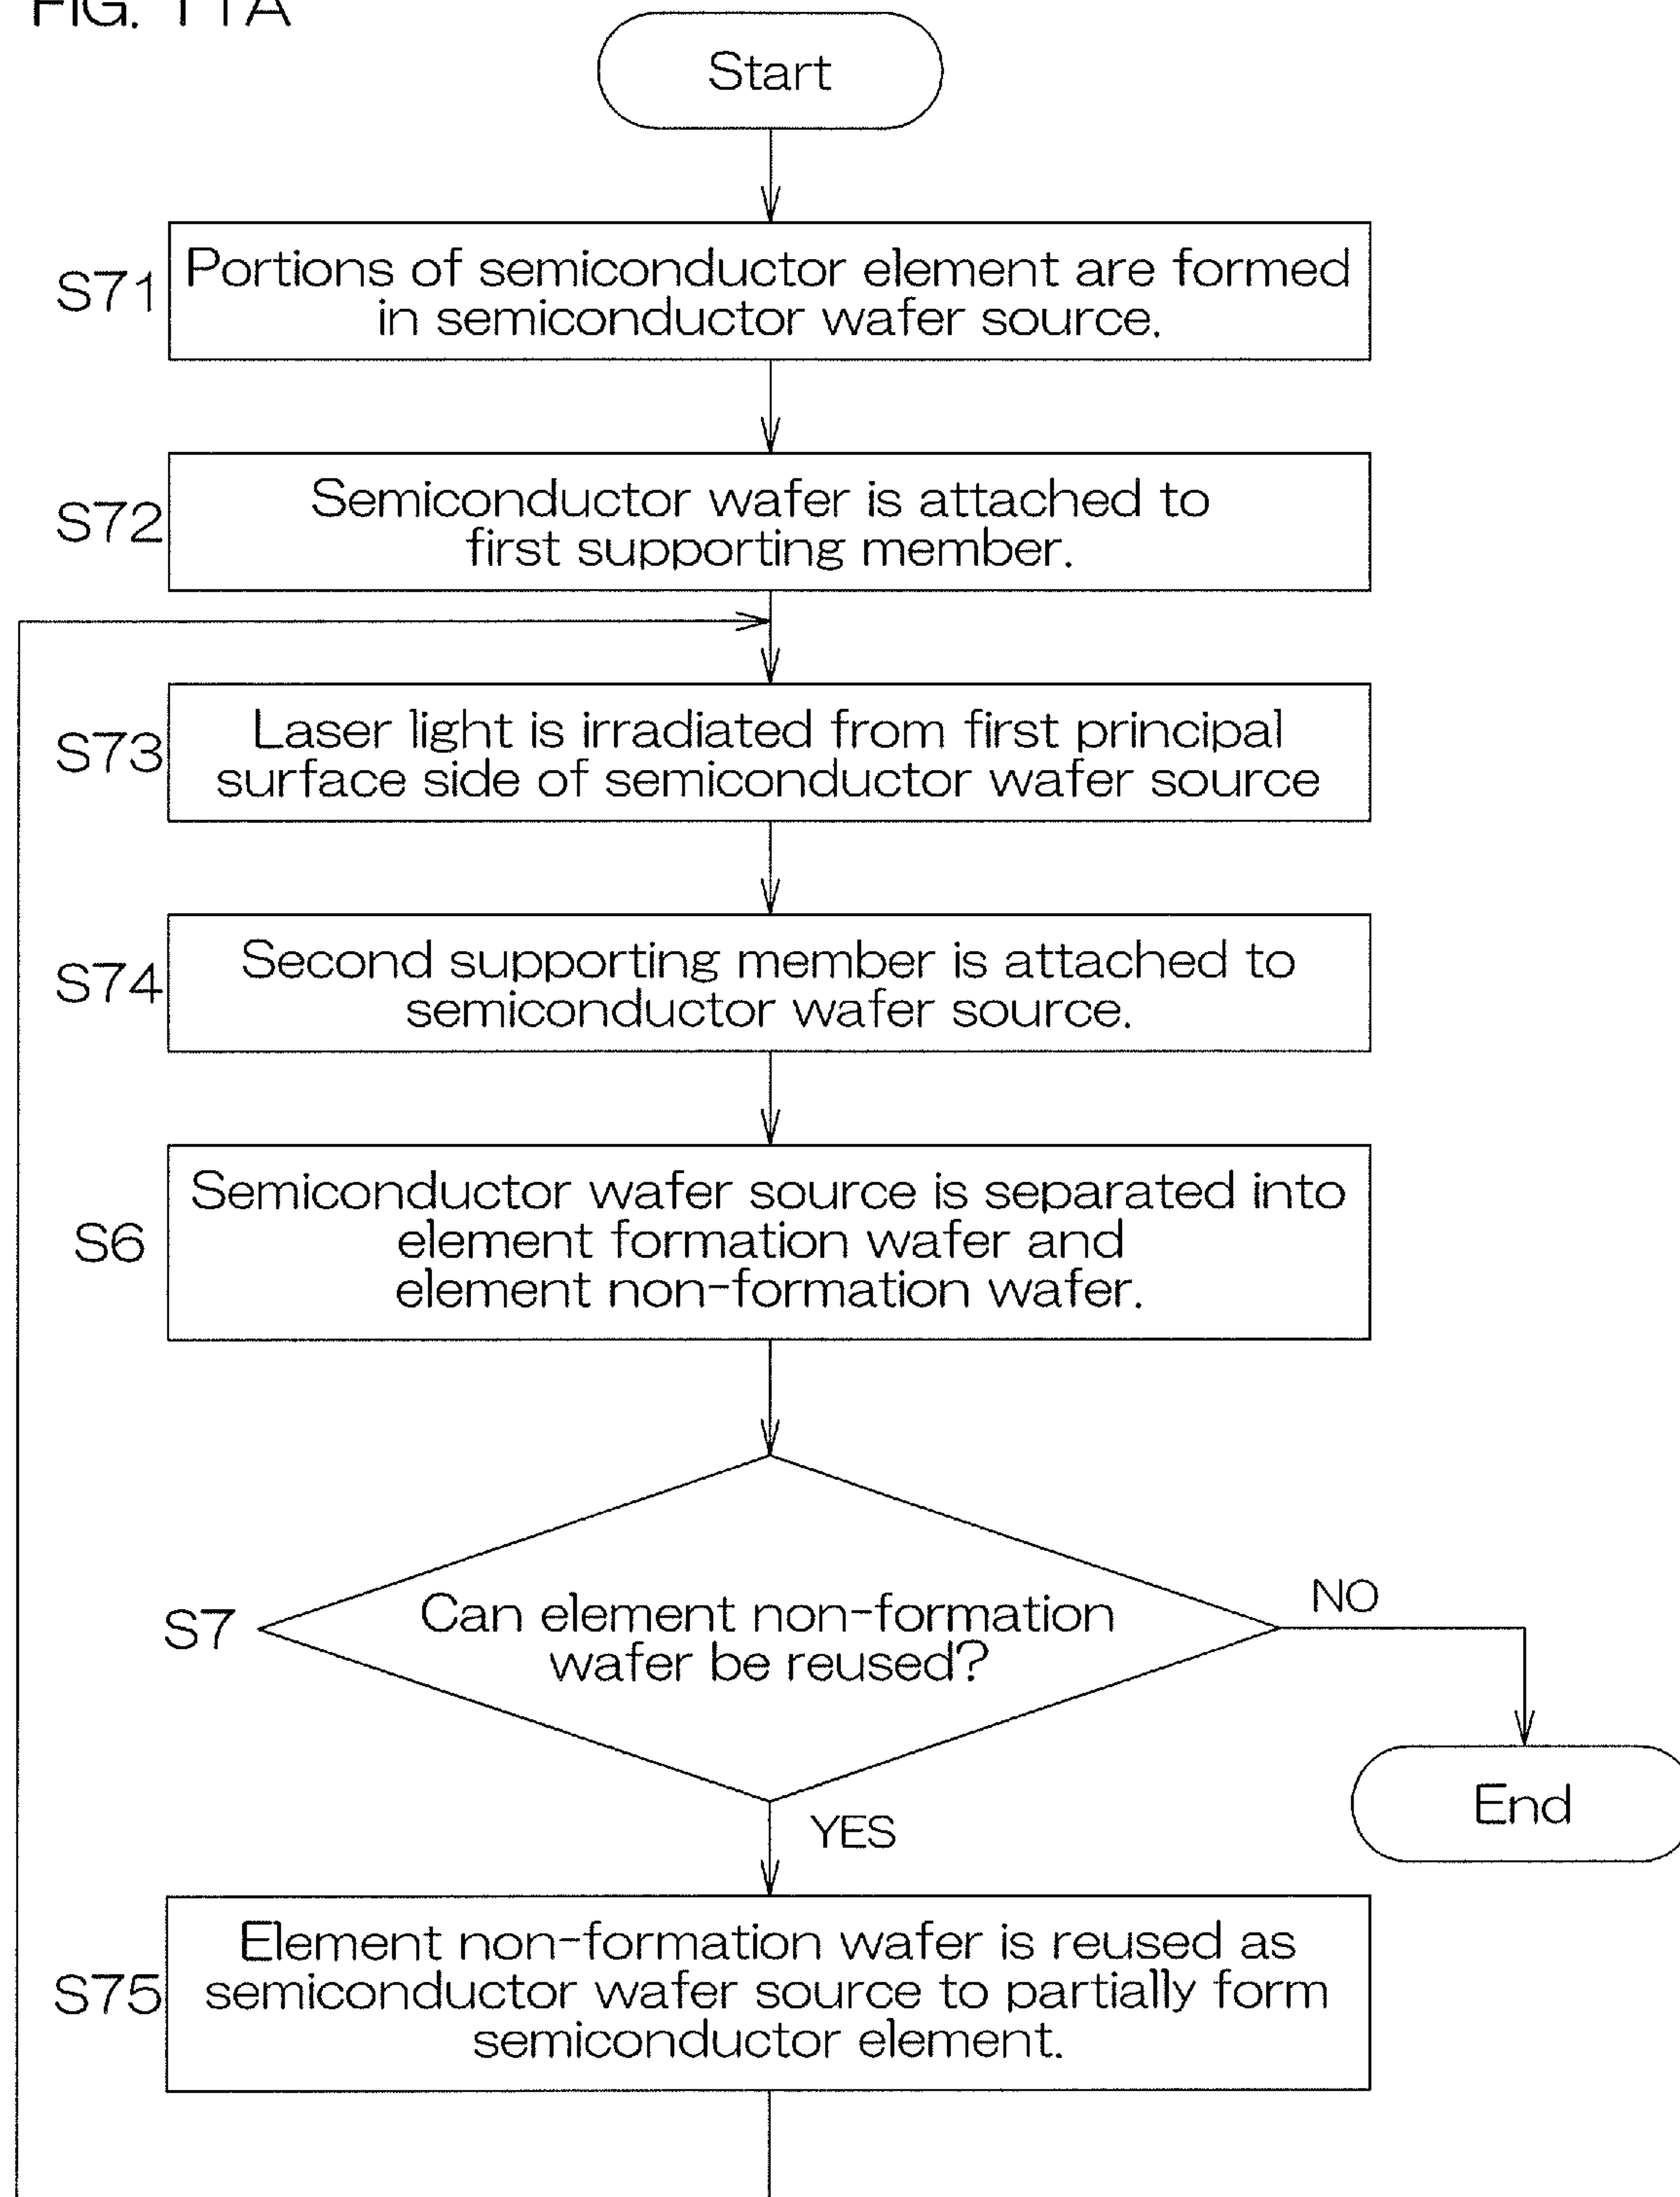 FIG. 11A
Start
S71
Portions of semiconductor element are formed
in semiconductor wafer source.
S72
Semiconductor wafer is attached to
first supporting member.
S73
Laser light is irradiated from first principal
surface side of semiconductor wafer source
S74
Second supporting member is attached to
semiconductor wafer source.
S6
Semiconductor wafer source is separated into
element formation wafer and
element non-formation wafer.
S7
Can element non-formation
wafer be reused?
NO
End
YES
S75
Element non-formation wafer is reused as
semiconductor wafer source to partially form
semiconductor element.